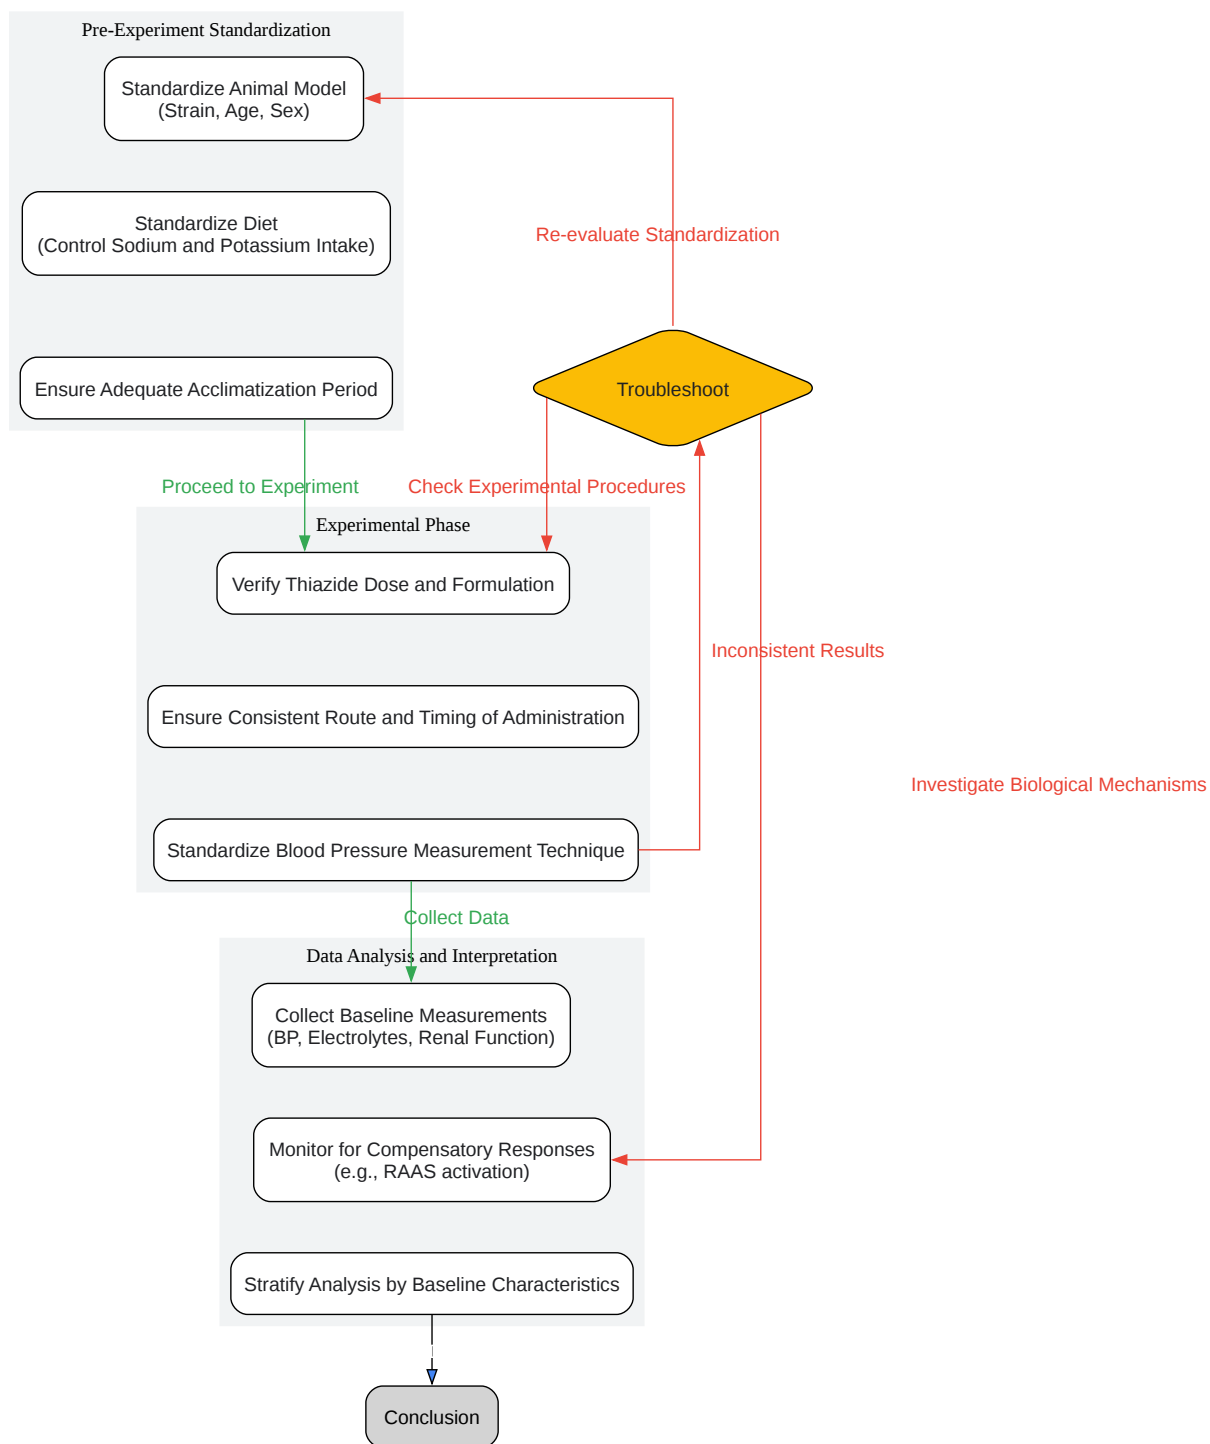 Pre-Experiment Standardization
Standardize Animal Model
(Strain, Age, Sex)
Standardize Diet
(Control Sodium and Potassium Intake)
Re-evaluate Standardization
Ensure Adequate Acclimatization Period
Troubleshoot
Proceed to Experiment
Check Experimental Procedures
Experimental Phase
Verify Thiazide Dose and Formulation
Inconsistent Results
Ensure Consistent Route and Timing of Administration
Investigate Biological Mechanisms
Standardize Blood Pressure Measurement Technique
Collect Data
Data Analysis and Interpretation
Collect Baseline Measurements
(BP, Electrolytes, Renal Function)
Monitor for Compensatory Responses
(e.g., RAAS activation)
Stratify Analysis by Baseline Characteristics
Conclusion